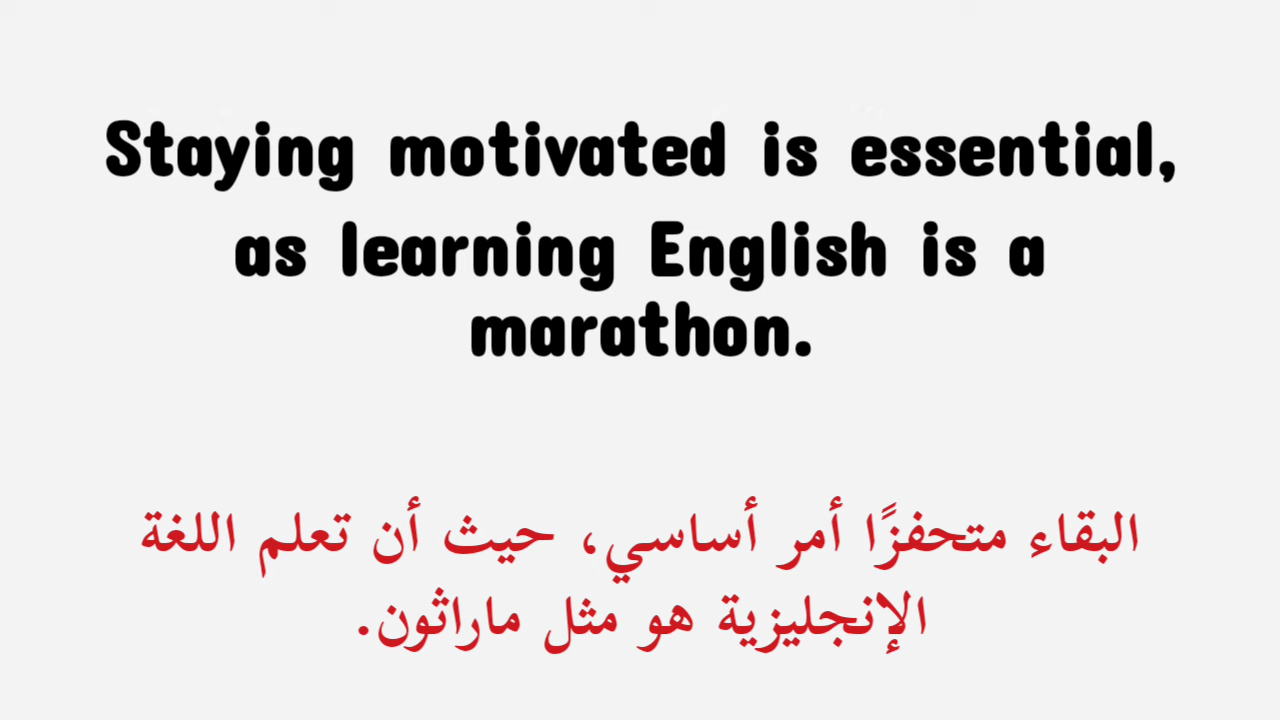 Staying motivated is essential,
as learning English is a
marathon.
البقاء متحفزًا أمر أساسي، حيث أن تعلم اللغة
الإنجليزية هو مثل ماراثون.